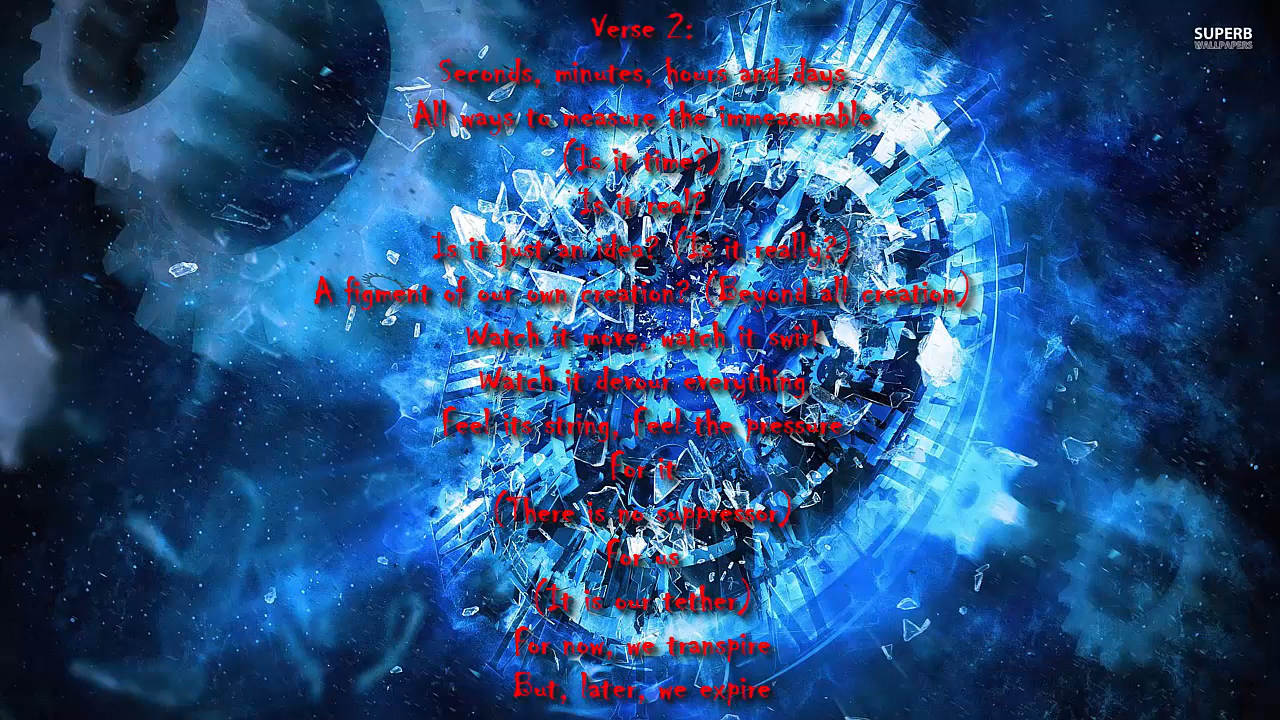 Verse 2:
SUPERB
WALLPAPERS
Seconds, minutes, hours and days
All ways to measure the immeasurable
(Is it time?)
Is it real?
Is it just an idea? (Is it really?)
A figment of our own creation? (Beyond all creation)
Watch it move, watch it swirl
Watch it devour everything
Feel its string, feel the pressure
For it
(There is no suppressor)
For us
(It is our tether)
For now, we transpire
But, later, we expire